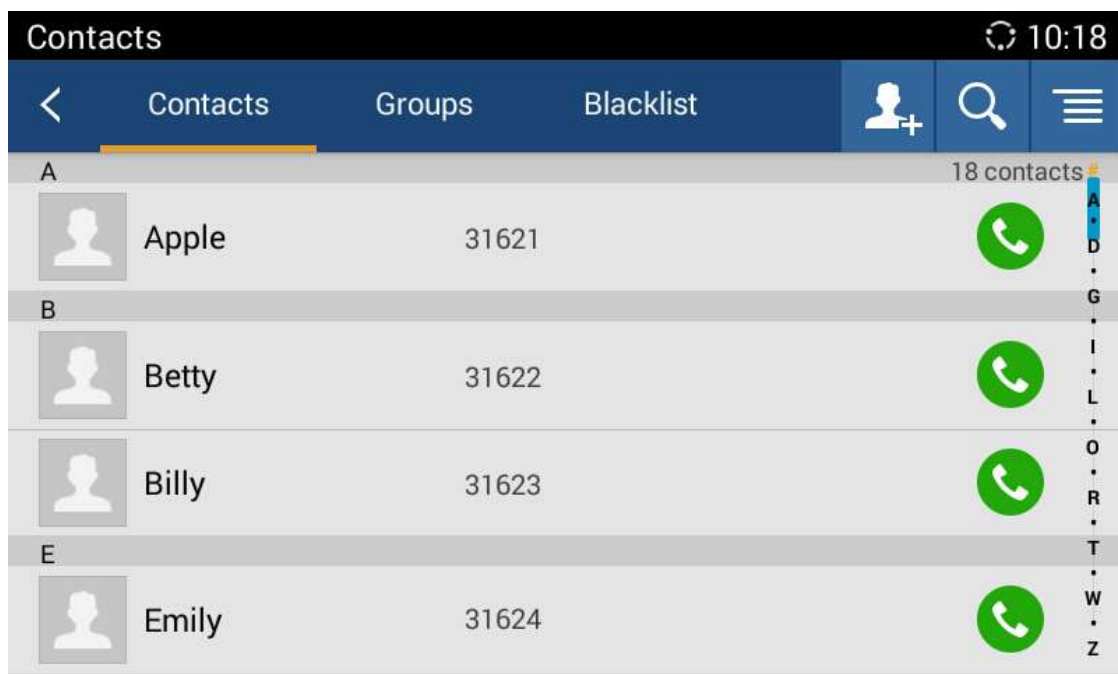 Contacts 10:18
Contacts Groups Blacklist
A 18 contacts #
Apple 31621
B
Betty 31622
Billy 31623
E
Emily 31624
A
D
G
I
L
O
R
T
W
Z